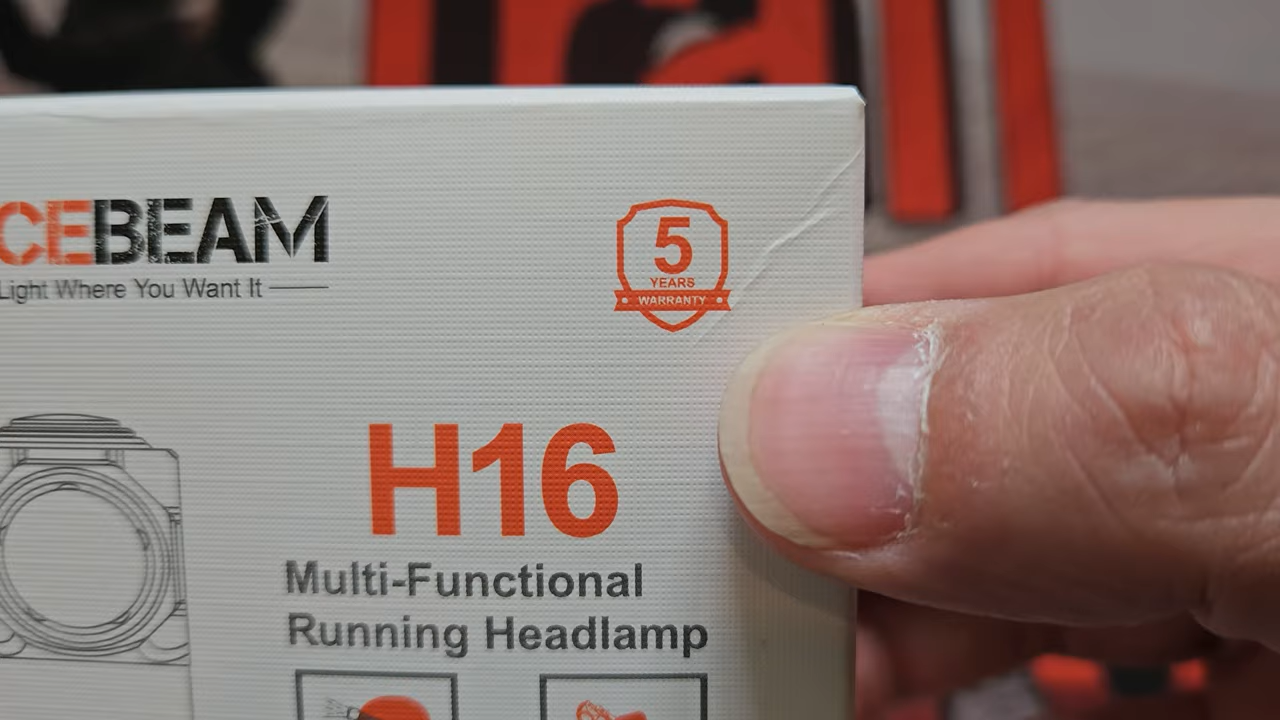 CEBEAM
Light Where You Want It
5
YEARS
WARRANTY
H16
Multi-Functional
Running Headlamp